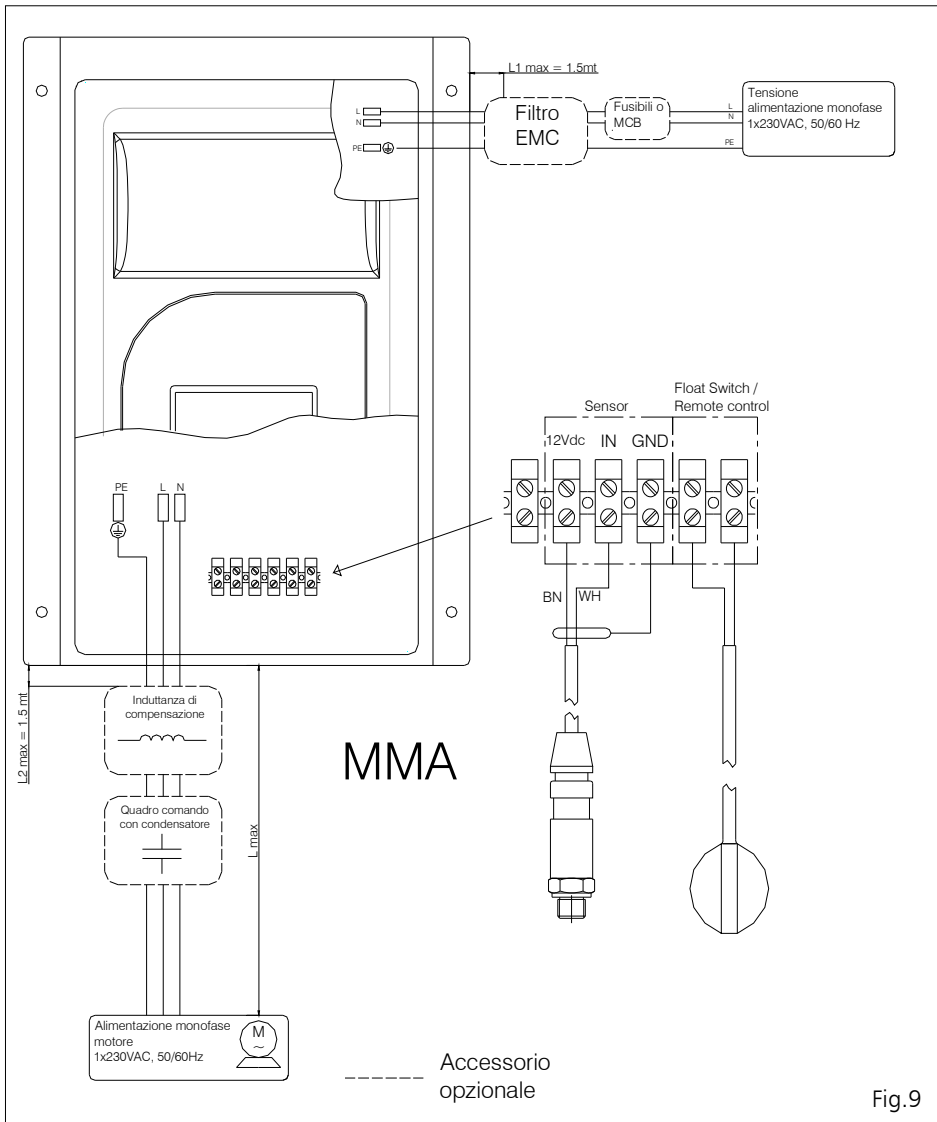 L1 max = 1.5mt
L
N
PE
Filtro
EMC
Fusibili o
MCB
L
N
PE
Tensione
alimentazione monofase
1x230VAC, 50/60 Hz
Float Switch /
Remote control
Sensor
12Vdc IN GND
BN WH
PE L N
L2 max = 1.5 mt
Induttanza di
compensazione
Quadro comando
con condensatore
L max
MMA
Alimentazione monofase
motore
1x230VAC, 50/60Hz
M
~
Accessorio
opzionale
Fig.9